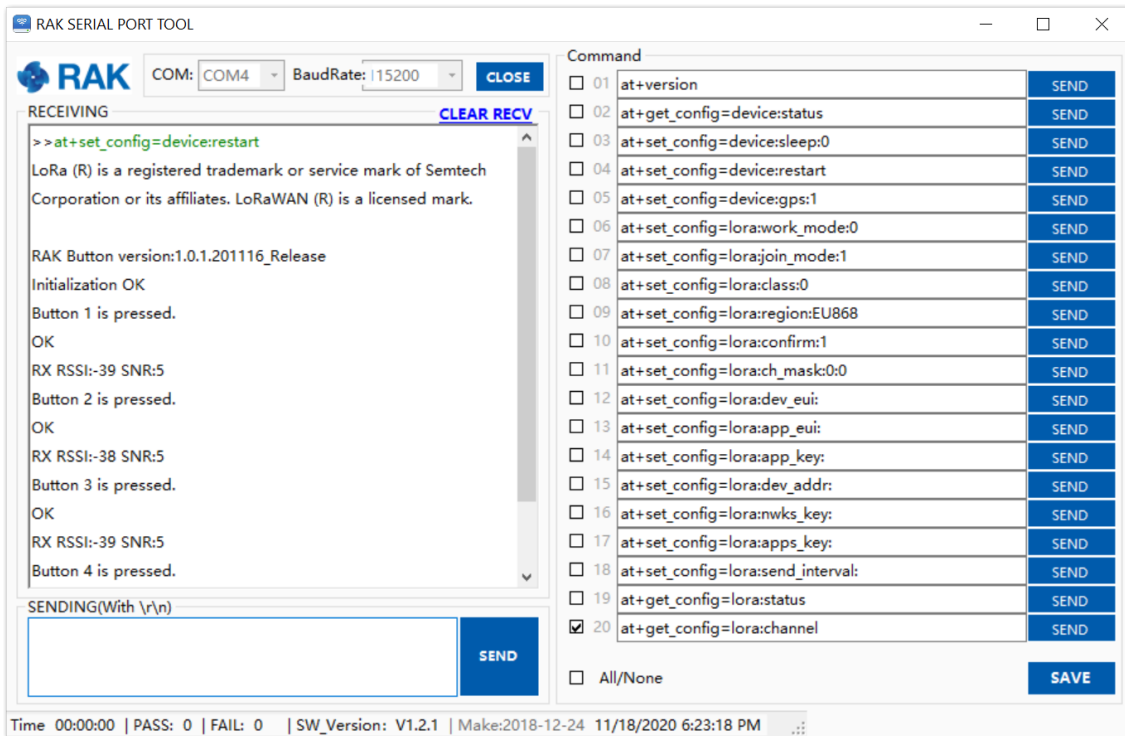 RAK SERIAL PORT TOOL
RAK COM: COM4 BaudRate: 115200 CLOSE
RECEIVING CLEAR RECV
>>at+set_config=device:restart
LoRa (R) is a registered trademark or service mark of Semtech
Corporation or its affiliates. LoRaWAN (R) is a licensed mark.
RAK Button version:1.0.1.201116_Release
Initialization OK
Button 1 is pressed.
OK
RX RSSI:-39 SNR:5
Button 2 is pressed.
OK
RX RSSI:-38 SNR:5
Button 3 is pressed.
OK
RX RSSI:-39 SNR:5
Button 4 is pressed.
SENDING(With \r\n)
SEND
Command
01 at+version SEND
02 at+get_config=device:status SEND
03 at+set_config=device:sleep:0 SEND
04 at+set_config=device:restart SEND
05 at+set_config=device:gps:1 SEND
06 at+set_config=lora:work_mode:0 SEND
07 at+set_config=lora:join_mode:1 SEND
08 at+set_config=lora:class:0 SEND
09 at+set_config=lora:region:EU868 SEND
10 at+set_config=lora:confirm:1 SEND
11 at+set_config=lora:ch_mask:0:0 SEND
12 at+set_config=lora:dev_eui: SEND
13 at+set_config=lora:app_eui: SEND
14 at+set_config=lora:app_key: SEND
15 at+set_config=lora:dev_addr: SEND
16 at+set_config=lora:nwks_key: SEND
17 at+set_config=lora:apps_key: SEND
18 at+set_config=lora:send_interval: SEND
19 at+get_config=lora:status SEND
20 at+get_config=lora:channel SEND
All/None SAVE
Time 00:00:00 | PASS: 0 | FAIL: 0 | SW_Version: V1.2.1 | Make:2018-12-24 11/18/2020 6:23:18 PM